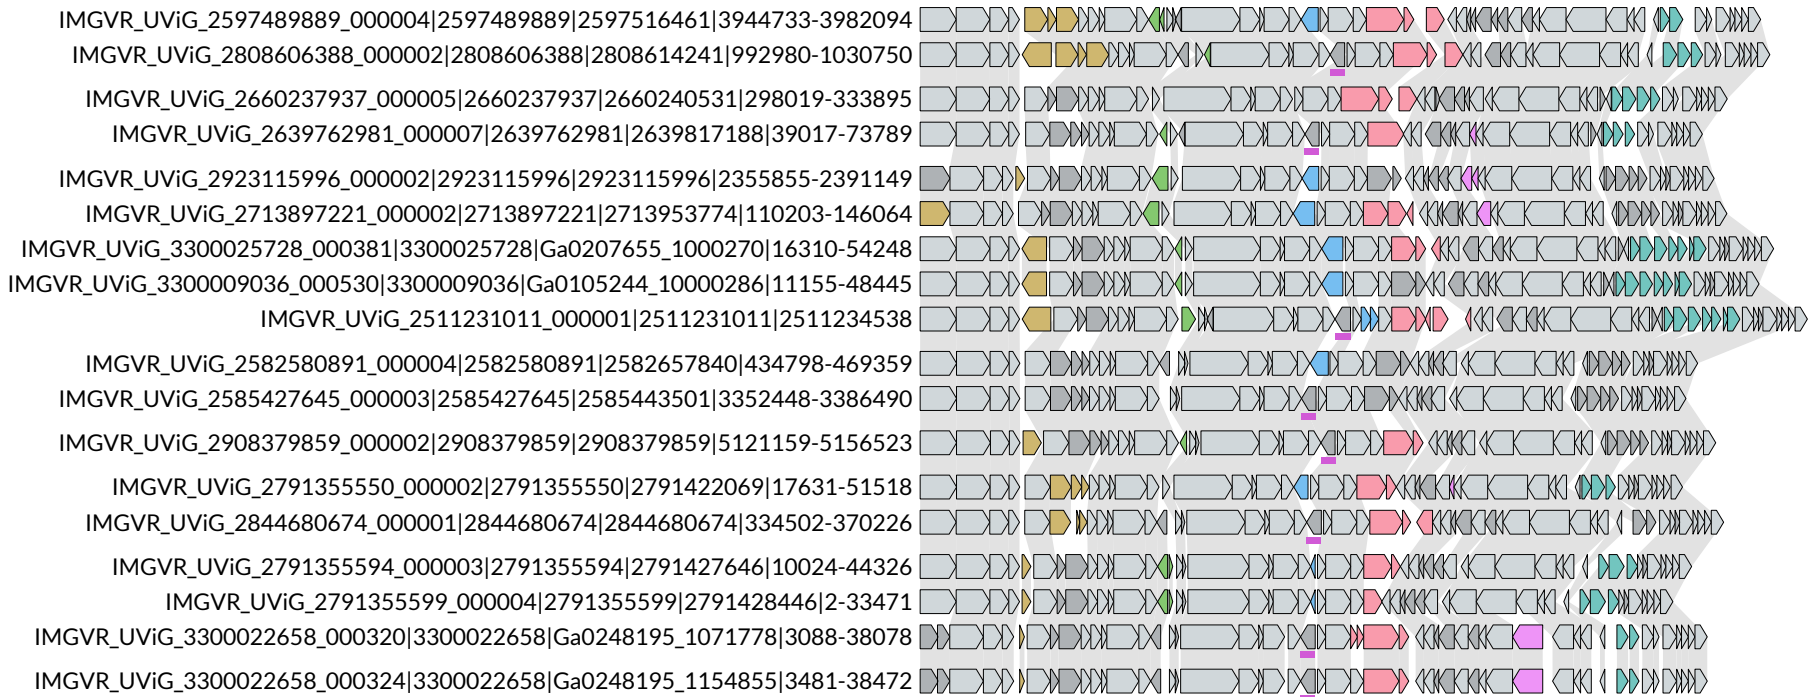 IMGVR_UViG_2597489889_000004|2597489889|2597516461|3944733-3982094
IMGVR_UViG_2808606388_000002|2808606388|2808614241|992980-1030750
IMGVR_UViG_2660237937_000005|2660237937|2660240531|298019-333895
IMGVR_UViG_2639762981_000007|2639762981|2639817188|39017-73789
IMGVR_UViG_2923115996_000002|2923115996|2923115996|2355855-2391149
IMGVR_UViG_2713897221_000002|2713897221|2713953774|110203-146064
IMGVR_UViG_3300025728_000381|3300025728|Ga0207655_1000270|16310-54248
IMGVR_UViG_3300009036_000530|3300009036|Ga0105244_10000286|11155-48445
IMGVR_UViG_2511231011_000001|2511231011|2511234538
IMGVR_UViG_2582580891_000004|2582580891|2582657840|434798-469359
IMGVR_UViG_2585427645_000003|2585427645|2585443501|3352448-3386490
IMGVR_UViG_2908379859_000002|2908379859|2908379859|5121159-5156523
IMGVR_UViG_2791355550_000002|2791355550|2791422069|17631-51518
IMGVR_UViG_2844680674_000001|2844680674|2844680674|334502-370226
IMGVR_UViG_2791355594_000003|2791355594|2791427646|10024-44326
IMGVR_UViG_2791355599_000004|2791355599|2791428446|2-33471
IMGVR_UViG_3300022658_000320|3300022658|Ga0248195_1071778|3088-38078
IMGVR_UViG_3300022658_000324|3300022658|Ga0248195_1154855|3481-38472